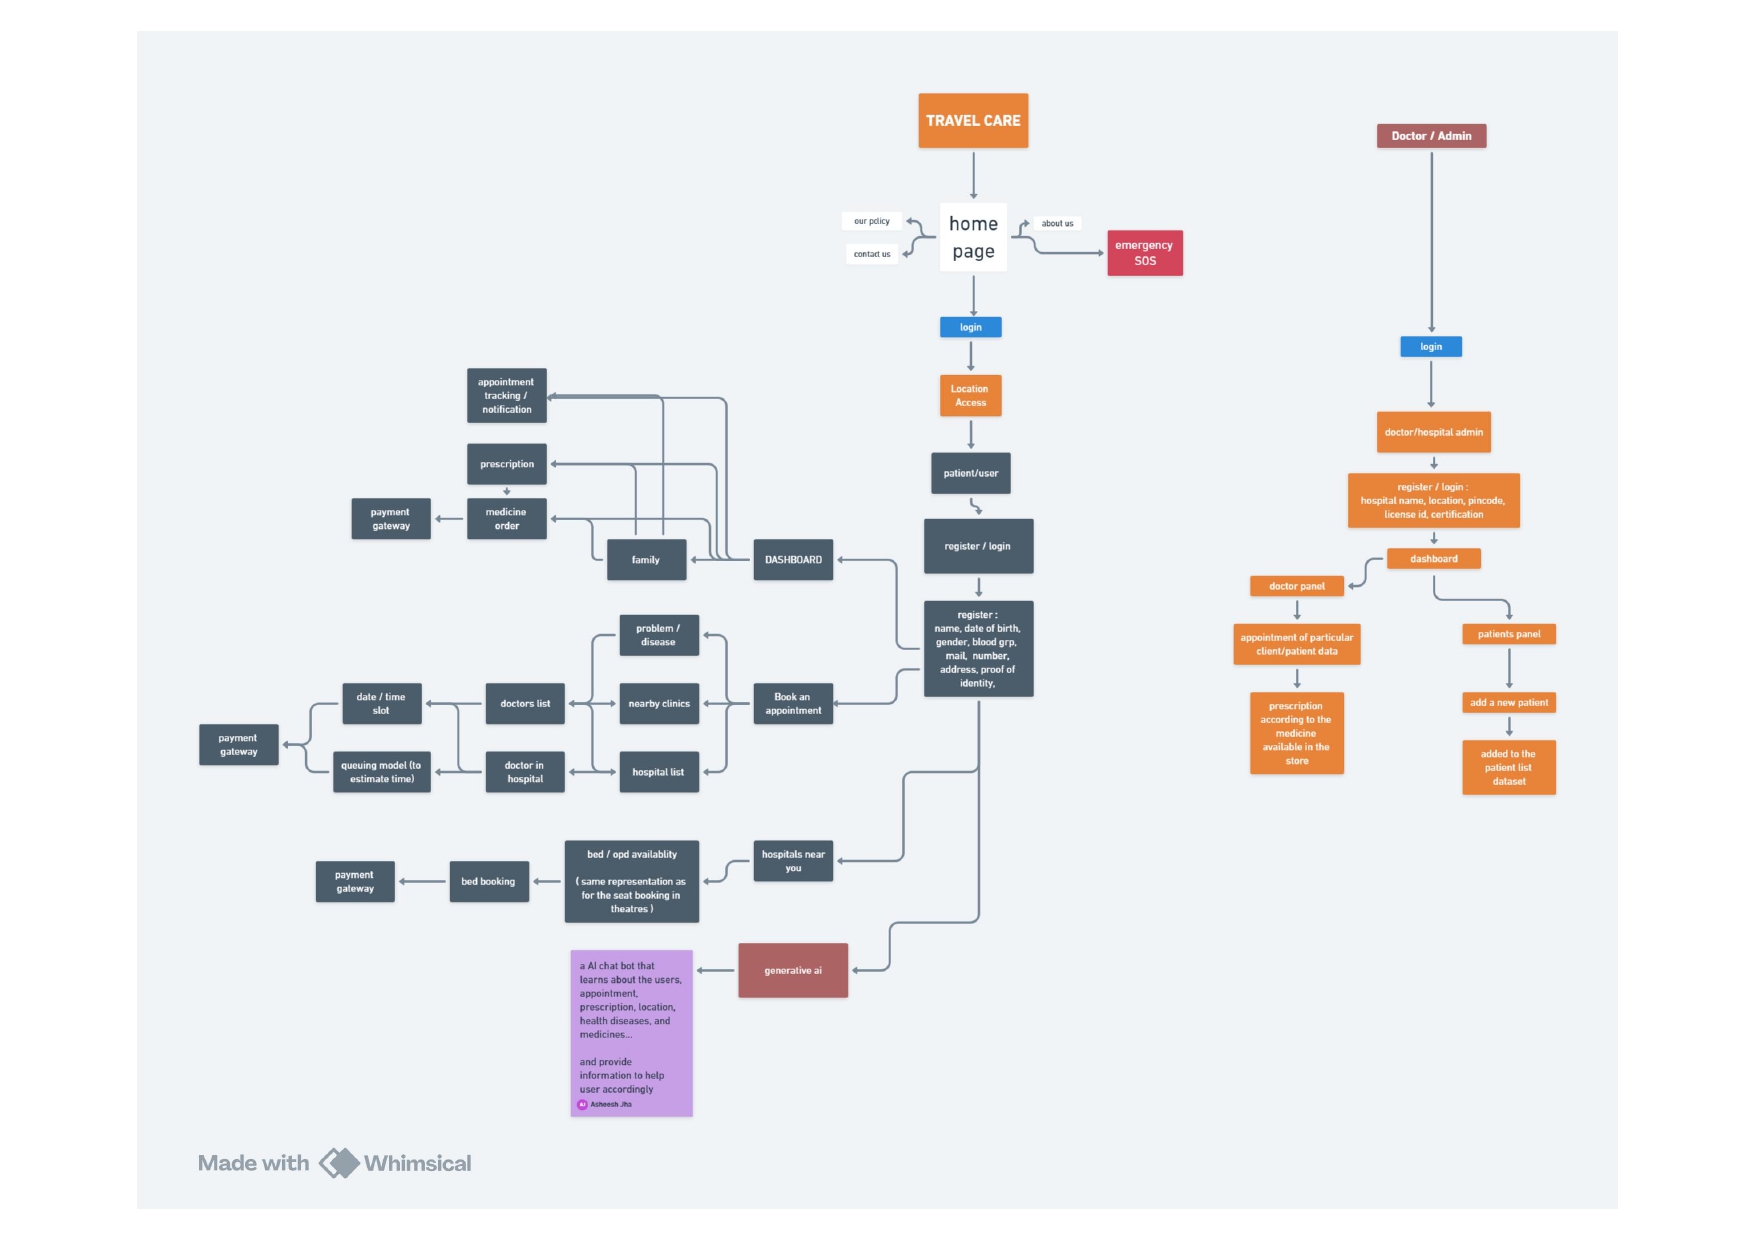 TRAVEL CARE
home
page
our pdlicy
contact us
about us
emergency
SOS
login
Location
Access
patient/user
register / login
register :
name, date of birth,
gender, blood grp,
mail, number,
address, proof of
identity,
DASHBOARD
family
appointment
tracking /
notification
prescription
medicine
order
payment
gateway
Book an
appointment
problem /
disease
nearby clinics
hospital list
doctors list
doctor in
hospital
date / time
slot
queuing model (to
estimate time)
payment
gateway
hospitals near
you
bed / opd availablity
( same representation as
for the seat booking in
theatres )
bed booking
payment
gateway
generative ai
a AI chat bot that
learns about the users,
appointment,
prescription, location,
health diseases, and
medicines...
and provide
information to help
user accordingly
AJ Asheesh Jha
Doctor / Admin
login
doctor/hospital admin
register / login :
hospital name, location, pincode,
license id, certification
dashboard
doctor panel
appointment of particular
client/patient data
prescription
according to the
medicine
available in the
store
patients panel
add a new patient
added to the
patient list
dataset
Made with Whimsical